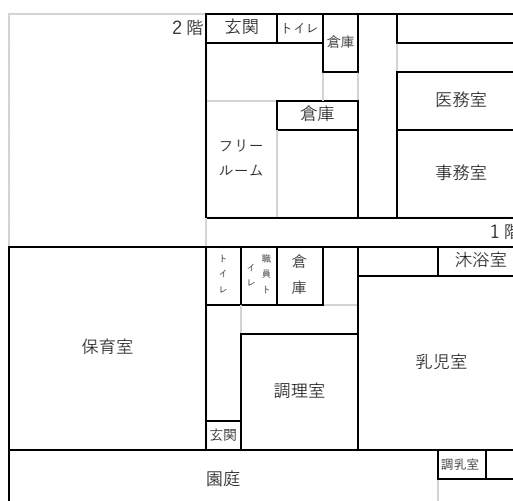 2階
玄関
トイレ
倉庫
医務室
倉庫
フリー
ルーム
事務室
1階
トイレ
職員ト
イレ
倉
庫
沐浴室
保育室
乳児室
調理室
玄関
調乳室
園庭